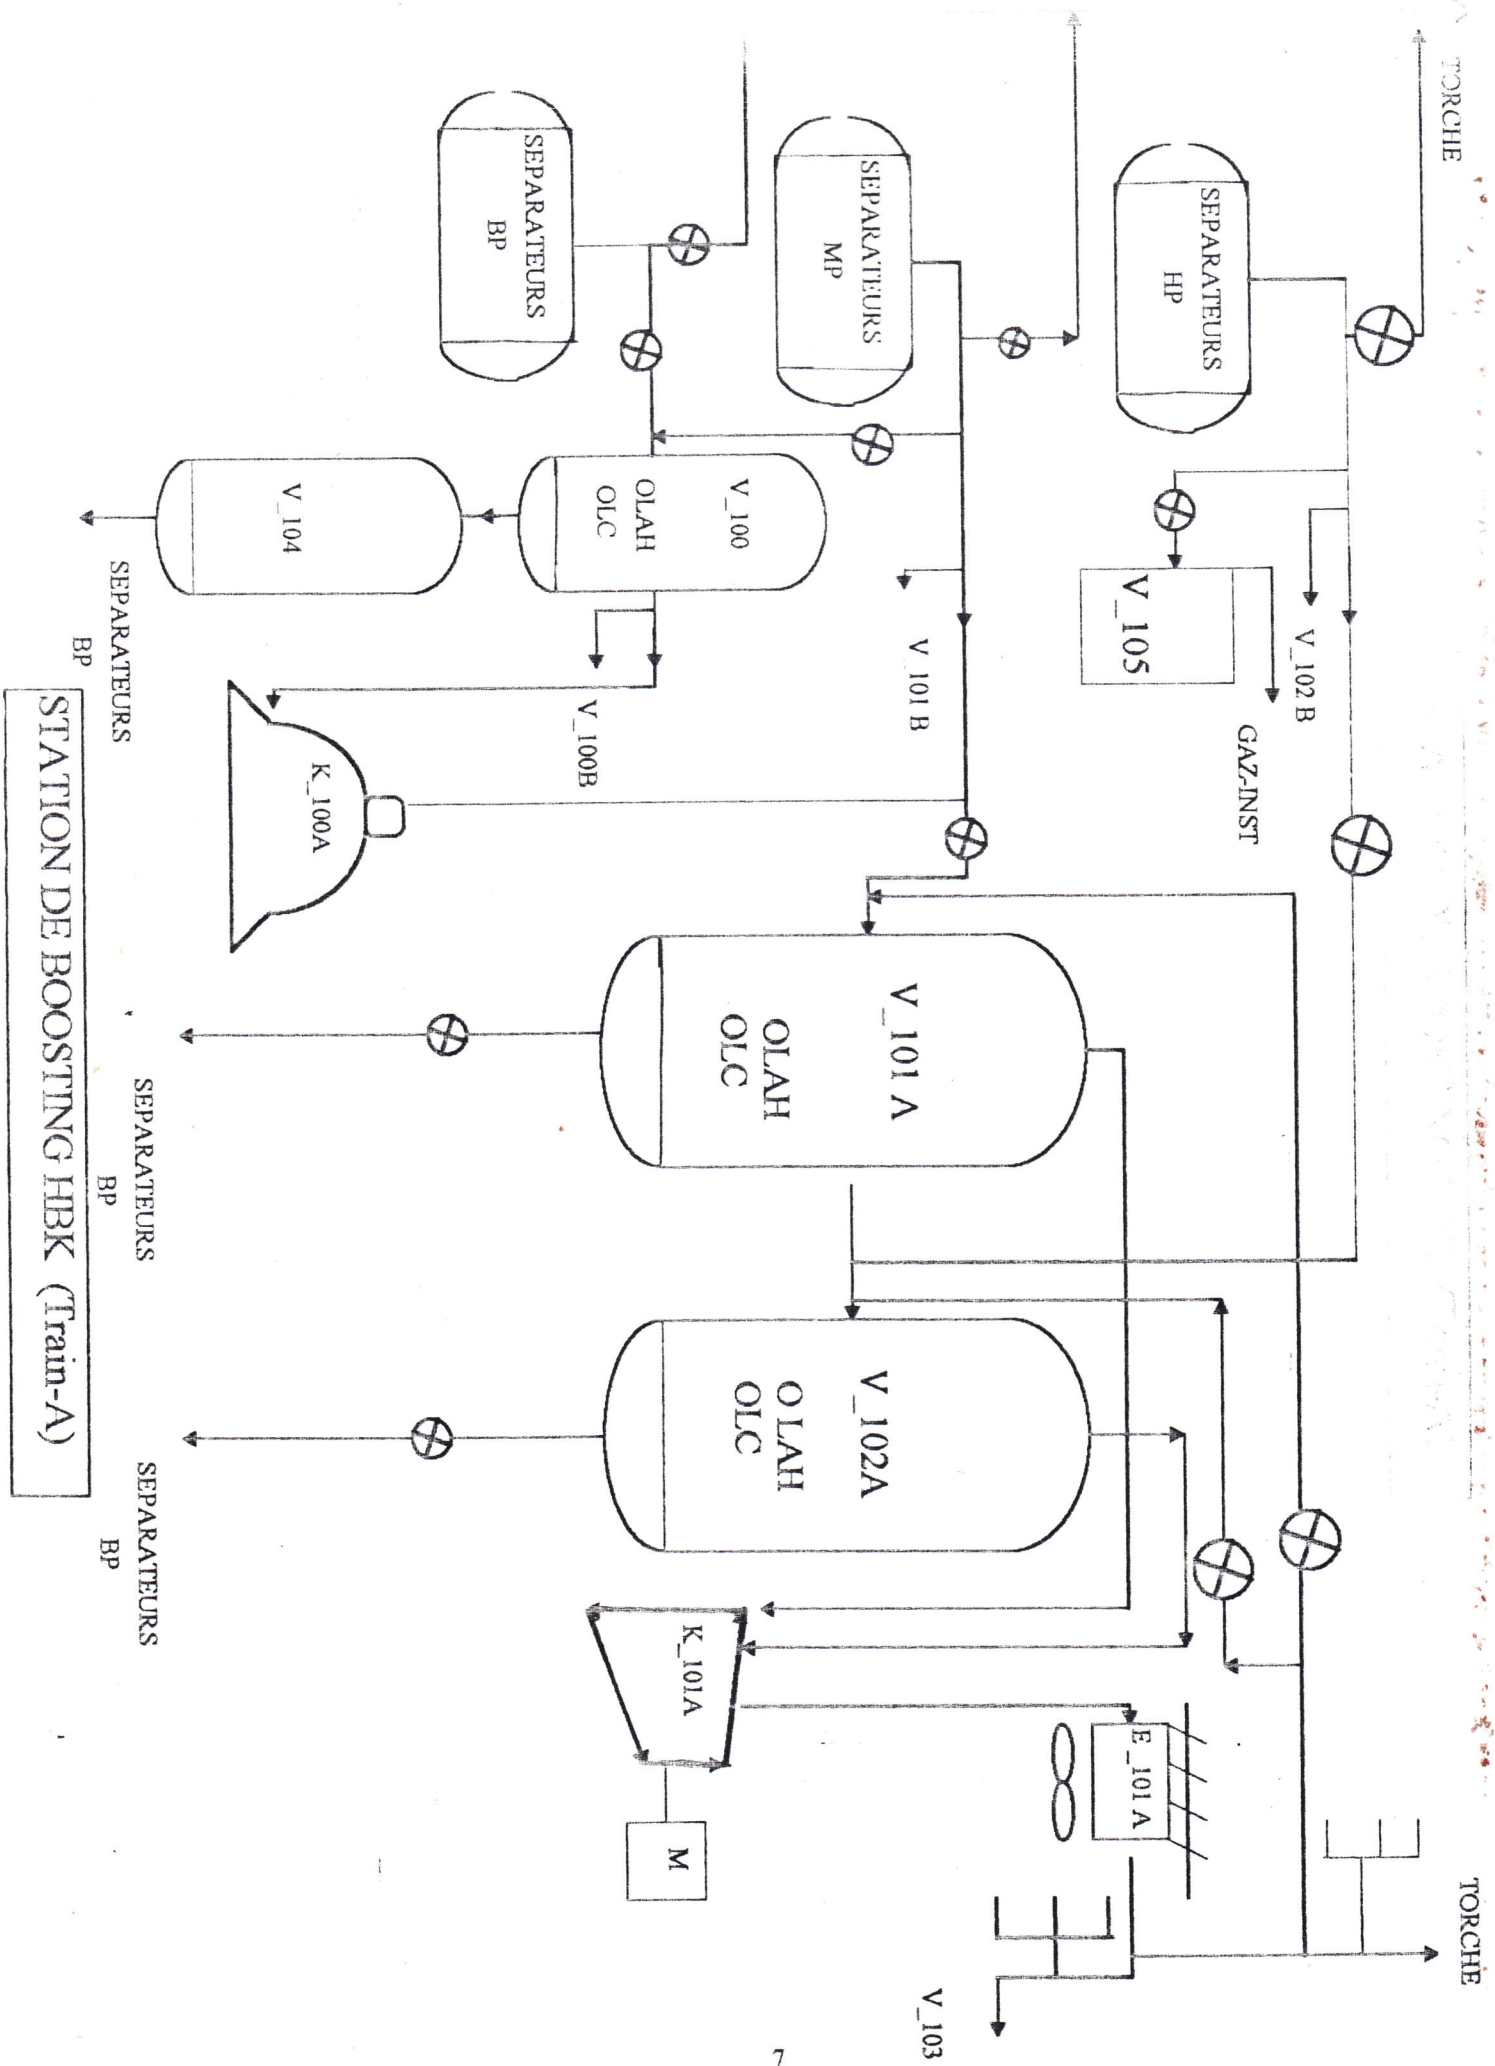 TORCHE
SEPARATEURS
HP
V_102 B
V_105
GAZ-INST
SEPARATEURS
MP
V_101 B
SEPARATEURS
BP
V_100
OLAH
OLC
V_100B
V_104
SEPARATEURS
BP
K_100A
V_101 A
OLAH
OLC
SEPARATEURS
BP
V_102A
O LAH
OLC
SEPARATEURS
BP
K_101A
M
E_101 A
TORCHE
V_103
STATION DE BOOSTING HBK (Train-A)
7